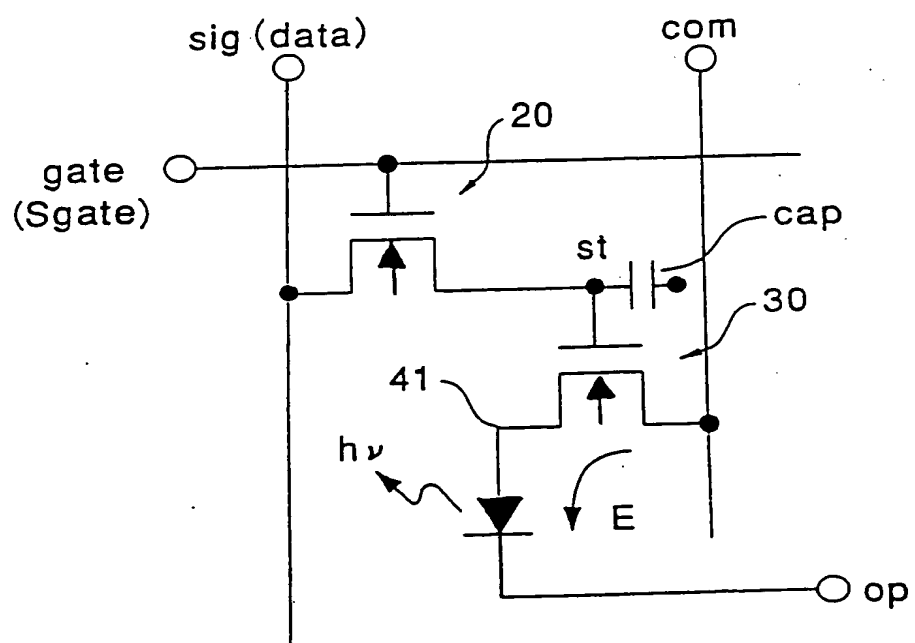 sig (data)
com
20
gate
(Sgate)
cap
st
30
41
hν
E
op